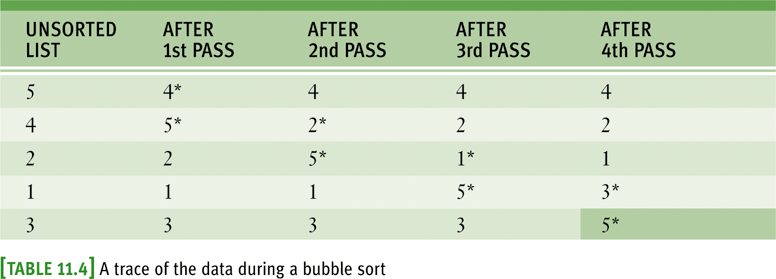 UNSORTED LIST AFTER 1st PASS AFTER 2nd PASS AFTER 3rd PASS AFTER 4th PASS
5 4* 4 4 4
4 5* 2* 2 2
2 2 5* 1* 1
1 1 1 5* 3*
3 3 3 3 5*
[TABLE 11.4] A trace of the data during a bubble sort